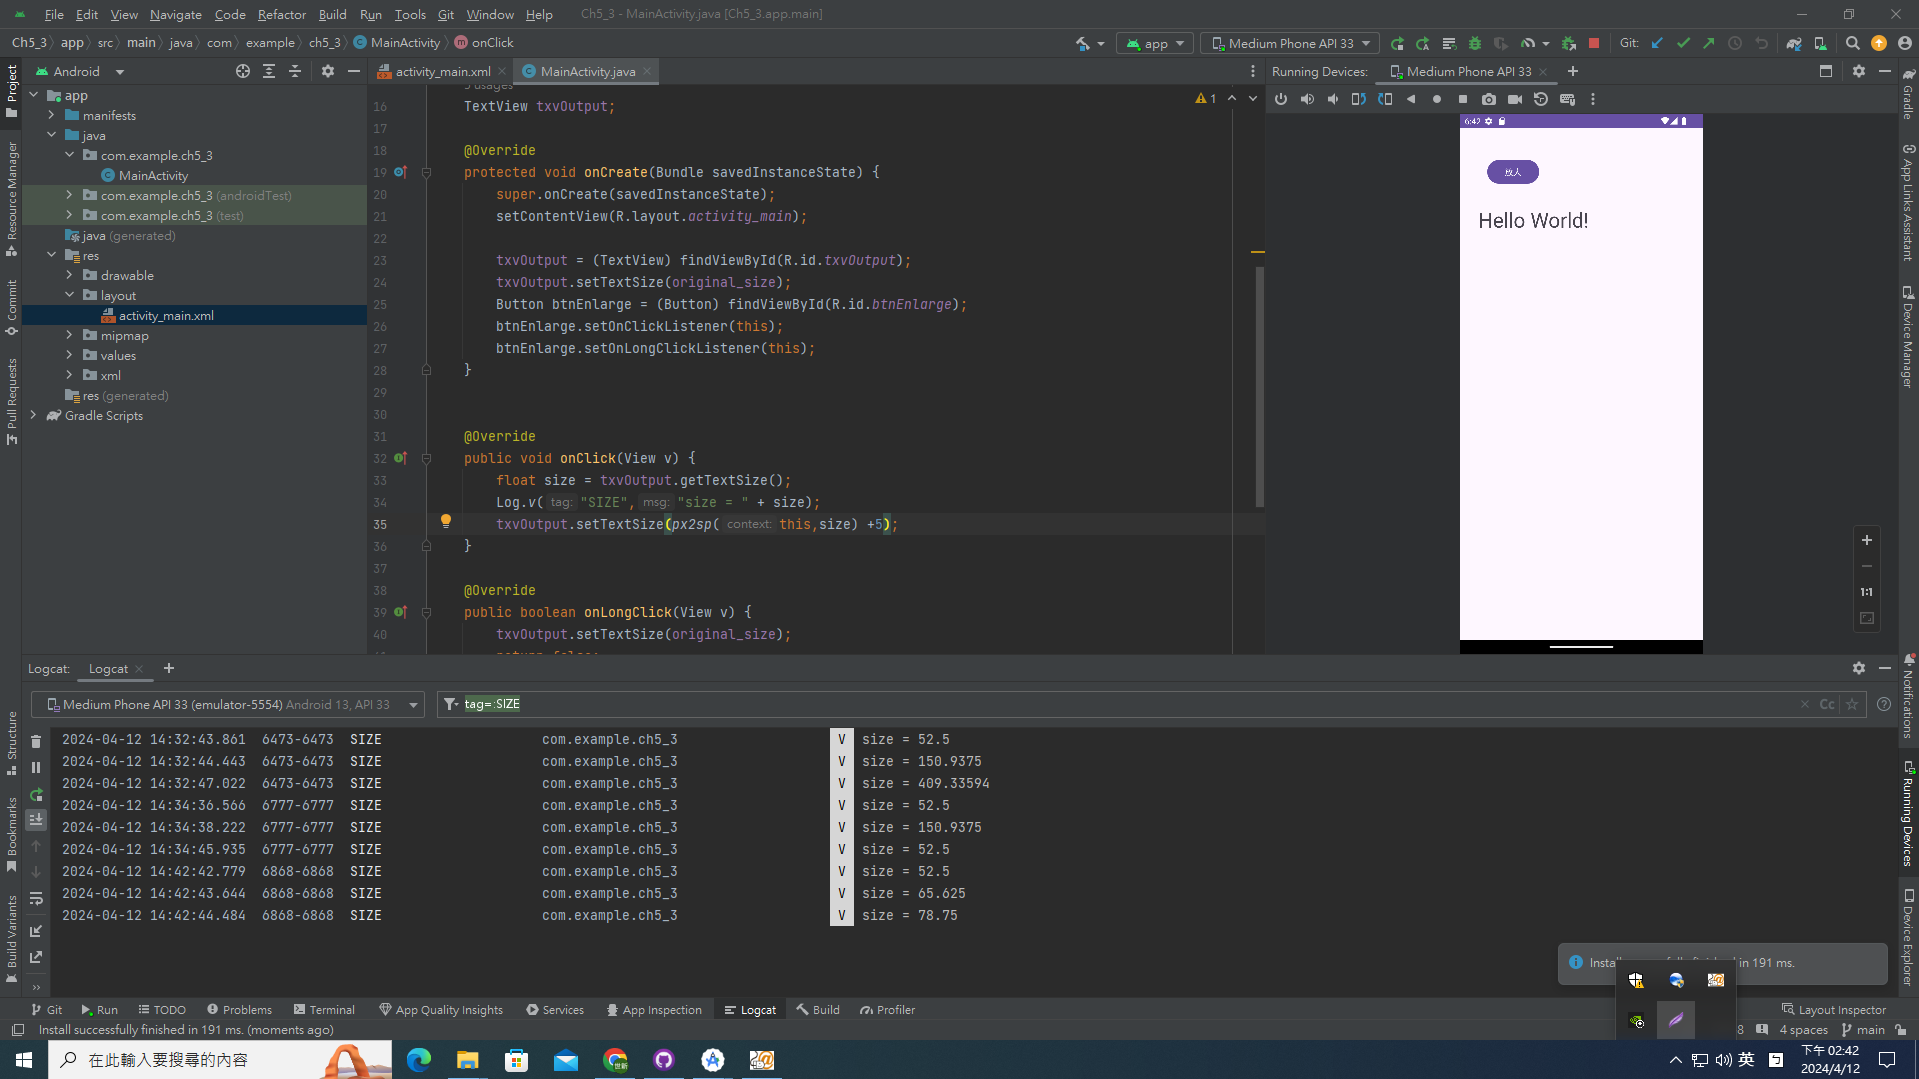 File Edit View Navigate Code Refactor Build Run Tools Git Window Help Ch5_3 - MainActivity.java [Ch5_3.app.main]
Ch5_3 app src main java com example ch5_3 MainActivity onClick
app Medium Phone API 33 Git:
Android
activity_main.xml MainActivity.java
Running Devices: Medium Phone API 33
app
manifests
java
com.example.ch5_3
MainActivity
com.example.ch5_3 (androidTest)
com.example.ch5_3 (test)
java (generated)
res
drawable
layout
activity_main.xml
mipmap
values
xml
res (generated)
Gradle Scripts
Project
Resource Manager
Commit
Pull Requests
Structure
Bookmarks
Build Variants
5 usages
1
16 TextView txvOutput;
17
18 @Override
19 protected void onCreate(Bundle savedInstanceState) {
20 super.onCreate(savedInstanceState);
21 setContentView(R.layout.activity_main);
22
23 txvOutput = (TextView) findViewById(R.id.txvOutput);
24 txvOutput.setTextSize(original_size);
25 Button btnEnlarge = (Button) findViewById(R.id.btnEnlarge);
26 btnEnlarge.setOnClickListener(this);
27 btnEnlarge.setOnLongClickListener(this);
28 }
29
30
31 @Override
32 public void onClick(View v) {
33 float size = txvOutput.getTextSize();
34 Log.v( tag: "SIZE", msg: "size = " + size);
35 txvOutput.setTextSize(px2sp( context: this,size) +5);
36 }
37
38 @Override
39 public boolean onLongClick(View v) {
40 txvOutput.setTextSize(original_size);
return false;
6:42
放大
Hello World!
1:1
Gradle
App Links Assistant
Device Manager
Notifications
Running Devices
Device Explorer
Logcat: Logcat
Medium Phone API 33 (emulator-5554) Android 13, API 33
tag=:SIZE
Cc
2024-04-12 14:32:43.861 6473-6473 SIZE com.example.ch5_3 V size = 52.5
2024-04-12 14:32:44.443 6473-6473 SIZE com.example.ch5_3 V size = 150.9375
2024-04-12 14:32:47.022 6473-6473 SIZE com.example.ch5_3 V size = 409.33594
2024-04-12 14:34:36.566 6777-6777 SIZE com.example.ch5_3 V size = 52.5
2024-04-12 14:34:38.222 6777-6777 SIZE com.example.ch5_3 V size = 150.9375
2024-04-12 14:34:45.935 6777-6777 SIZE com.example.ch5_3 V size = 52.5
2024-04-12 14:42:42.779 6868-6868 SIZE com.example.ch5_3 V size = 52.5
2024-04-12 14:42:43.644 6868-6868 SIZE com.example.ch5_3 V size = 65.625
2024-04-12 14:42:44.484 6868-6868 SIZE com.example.ch5_3 V size = 78.75
in 191 ms.
Git Run TODO Problems Terminal App Quality Insights Services App Inspection Logcat Build Profiler Layout Inspector
Install successfully finished in 191 ms. (moments ago) 8 4 spaces main
在此輸入要搜尋的內容
英
下午 02:42
2024/4/12